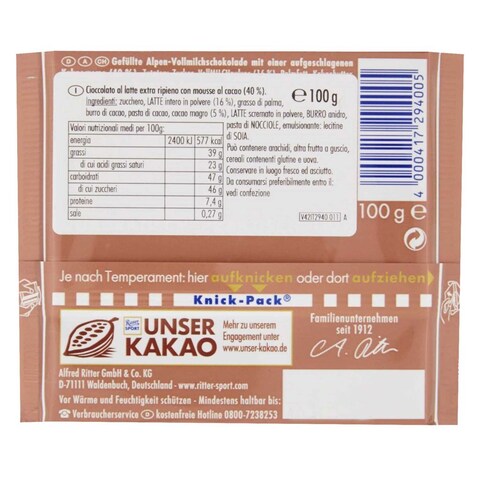 D A CH Gefüllte Alpen-Vollmilchschokolade mit einer aufgeschlagenen
I Cioccolato al latte extra ripieno con mousse al cacao (40 %).
Ingredienti: zucchero, LATTE intero in polvere (16 %), grasso di palma,
burro di cacao, pasta di cacao, cacao magro (5 %), LATTE scremato in polvere, BURRO anidro,
pasta di NOCCIOLE, emulsionante: lecitine
di SOIA.
Può contenere arachidi, altra frutta a guscio,
cereali contenenti glutine e uova.
Conservare in luogo fresco ed asciutto.
Da consumarsi preferibilmente entro il:
vedi confezione
℮ 100 g
Valori nutrizionali medi per 100g:
energia 2400 kJ 577 kcal
grassi 39 g
di cui acidi grassi saturi 23 g
carboidrati 47 g
di cui zuccheri 46 g
proteine 7,4 g
sale 0,27 g
V42IT2940.011 A
4 000417 294005
100 g ℮
Je nach Temperament: hier aufknicken oder dort aufziehen
Knick-Pack®
Ritter SPORT
UNSER
KAKAO
Mehr zu unserem
Engagement unter
www.unser-kakao.de
Familienunternehmen
seit 1912
Alfred Ritter GmbH & Co. KG
D-71111 Waldenbuch, Deutschland - www.ritter-sport.com
Vor Wärme und Feuchtigkeit schützen - Mindestens haltbar bis:
Verbraucherservice D kostenfreie Hotline 0800-7238253